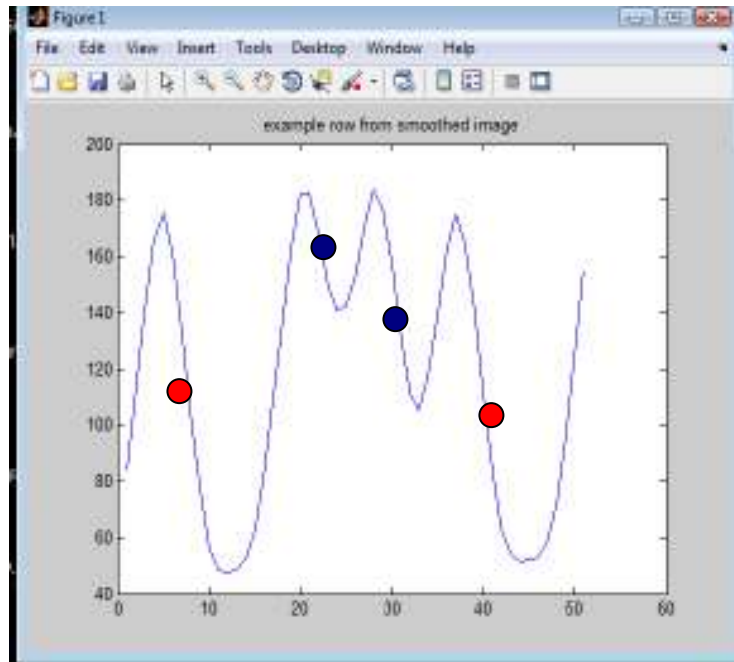 Figure 1
File Edit View Insert Tools Desktop Window Help
example row from smoothed image
200
180
160
140
120
100
80
60
40
0 10 20 30 40 50 60